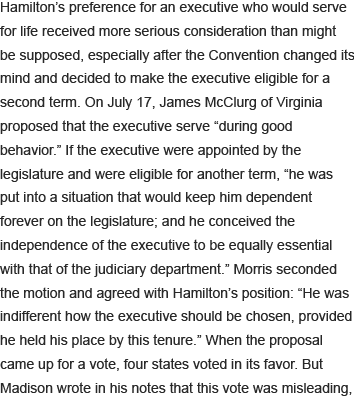 Hamilton’s preference for an executive who would serve
for life received more serious consideration than might
be supposed, especially after the Convention changed its
mind and decided to make the executive eligible for a
second term. On July 17, James McClurg of Virginia
proposed that the executive serve “during good
behavior.” If the executive were appointed by the
legislature and were eligible for another term, “he was
put into a situation that would keep him dependent
forever on the legislature; and he conceived the
independence of the executive to be equally essential
with that of the judiciary department.” Morris seconded
the motion and agreed with Hamilton’s position: “He was
indifferent how the executive should be chosen, provided
he held his place by this tenure.” When the proposal
came up for a vote, four states voted in its favor. But
Madison wrote in his notes that this vote was misleading,